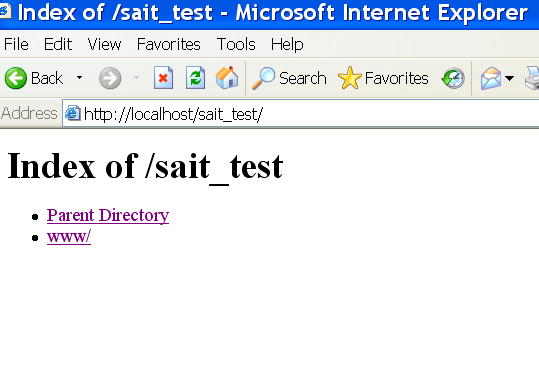 Index of /sait_test - Microsoft Internet Explorer
File Edit View Favorites Tools Help
Back Search Favorites
Address http://localhost/sait_test/
Index of /sait_test
Parent Directory
www/